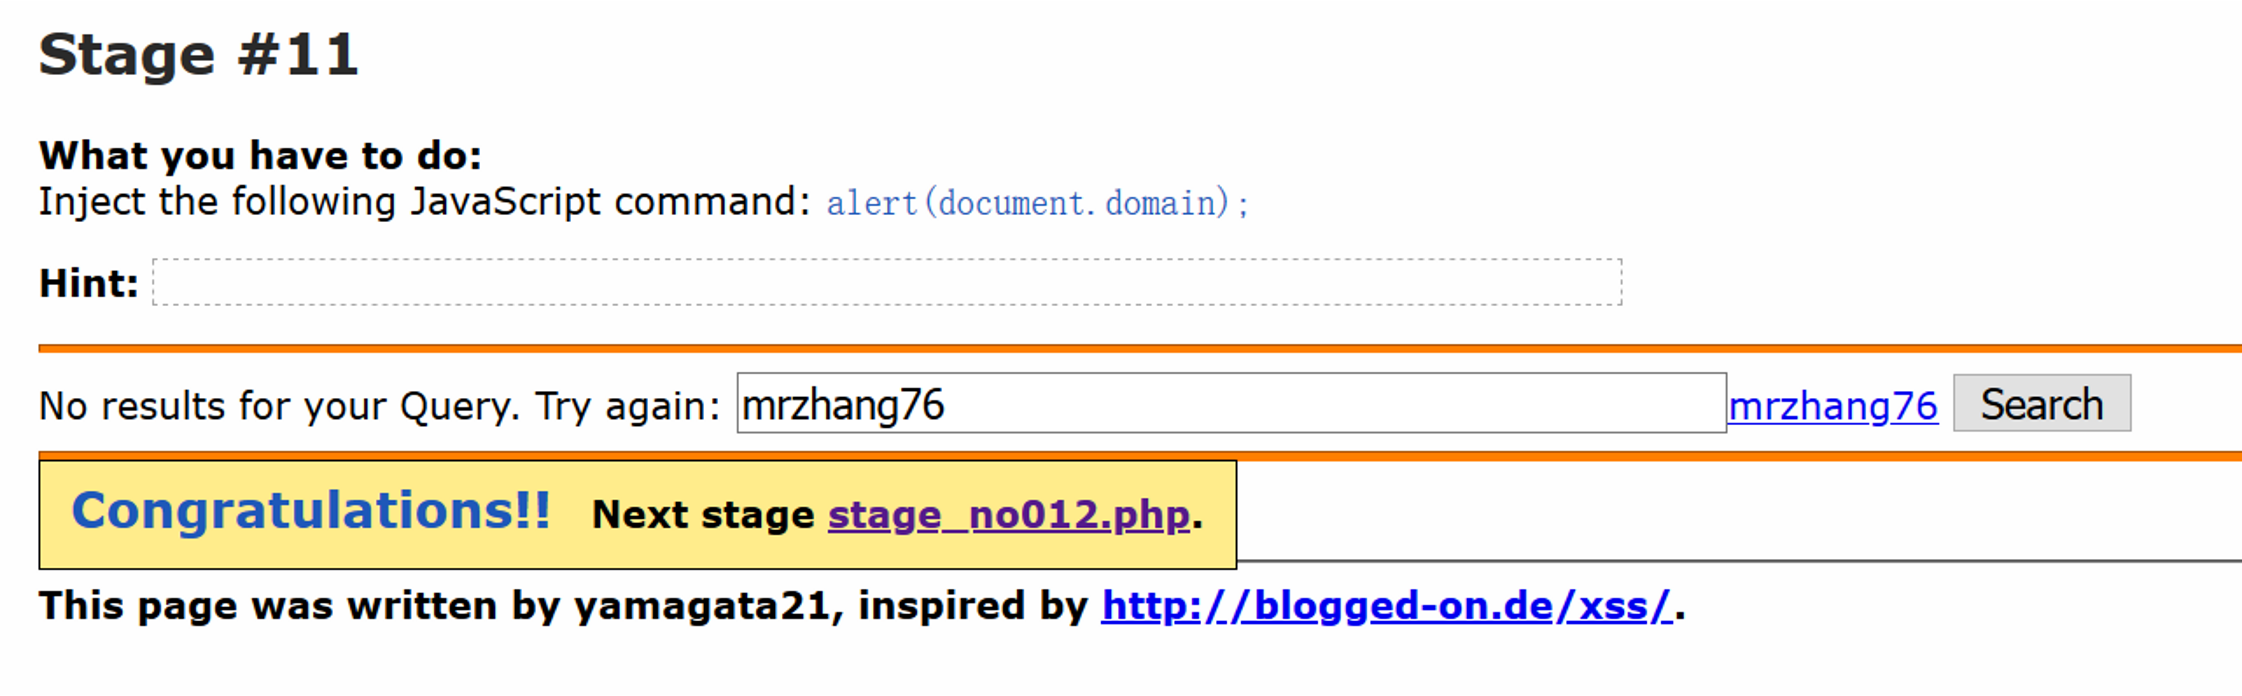 Stage #11
What you have to do:
Inject the following JavaScript command: alert(document.domain);
Hint:
No results for your Query. Try again: mrzhang76 mrzhang76 Search
Congratulations!! Next stage stage_no012.php.
This page was written by yamagata21, inspired by http://blogged-on.de/xss/.